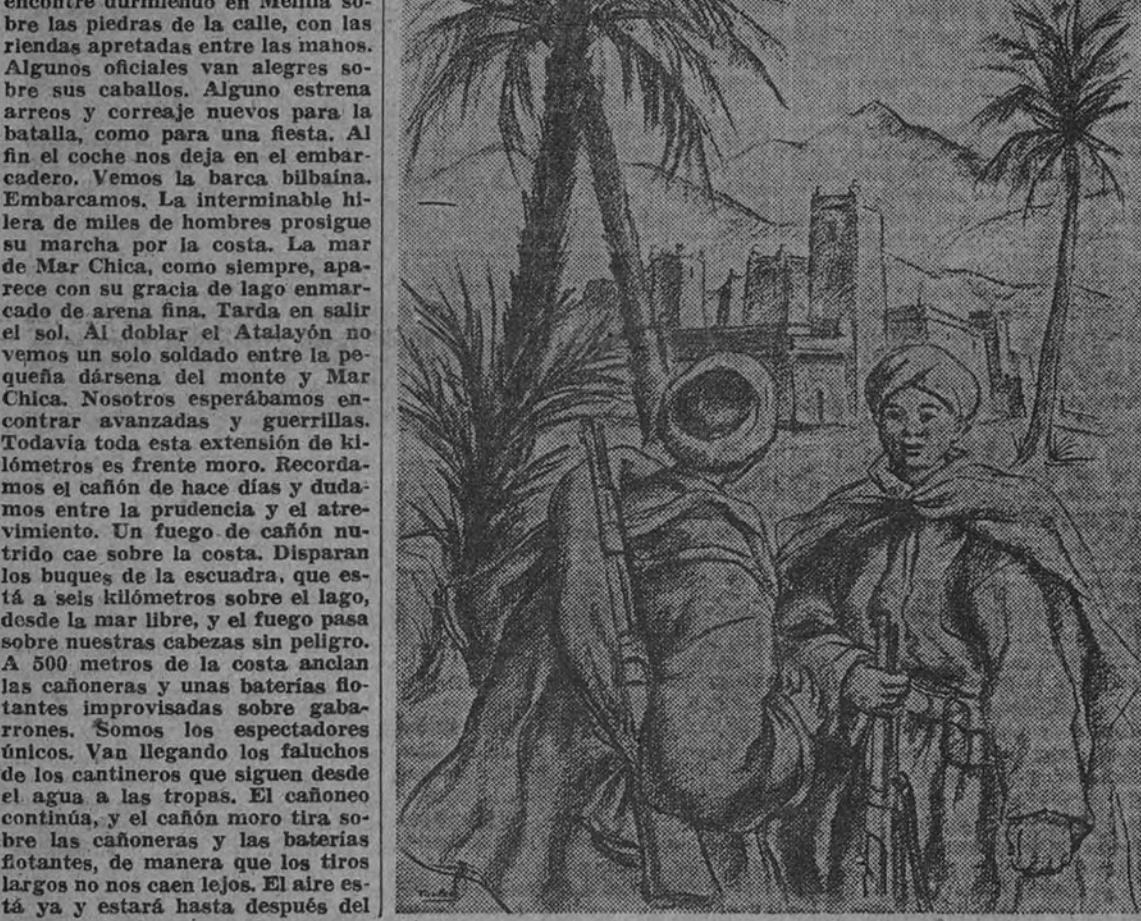 encontré durmiendo en Melilla so-
bre las piedras de la calle, con las
riendas apretadas entre las manos.
Algunos oficiales van alegres so-
bre sus caballos. Alguno estrena
arreos y correaje nuevos para la
batalla, como para una fiesta. Al
fin el coche nos deja en el embar-
cadero. Vemos la barca bilbaína.
Embarcamos. La interminable hi-
lera de miles de hombres prosigue
su marcha por la costa. La mar
de Mar Chica, como siempre, apa-
rece con su gracia de lago enmar-
cado de arena fina. Tarda en salir
el sol. Al doblar el Atalayón no
vemos un solo soldado entre la pe-
queña dársena del monte y Mar
Chica. Nosotros esperábamos en-
contrar avanzadas y guerrillas.
Todavía toda esta extensión de ki-
lómetros es frente moro. Recorda-
mos el cañón de hace días y duda-
mos entre la prudencia y el atre-
vimiento. Un fuego de cañón nu-
trido cae sobre la costa. Disparan
los buques de la escuadra, que es-
tá a seis kilómetros sobre el lago,
desde la mar libre, y el fuego pasa
sobre nuestras cabezas sin peligro.
A 500 metros de la costa anclan
las cañoneras y unas baterías flo-
tantes improvisadas sobre gaba-
rrones. Somos los espectadores
únicos. Van llegando los faluchos
de los cantineros que siguen desde
el agua a las tropas. El cañoneo
continúa, y el cañón moro tira so-
bre las cañoneras y las baterías
flotantes, de manera que los tiros
largos no nos caen lejos. El aire es-
tá ya y estará hasta después del